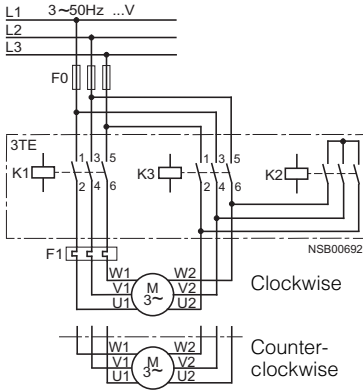 L1 3~50Hz ...V
L2
L3
F0
3TE
1 3 5 1 3 5
K1 K3 K2
2 4 6 2 4 6
NSB00692
F1
W1 W2
V1 M V2
U1 3~ U2
Clockwise
W1 W2
V1 M V2
U1 3~ U2
Counter-
clockwise